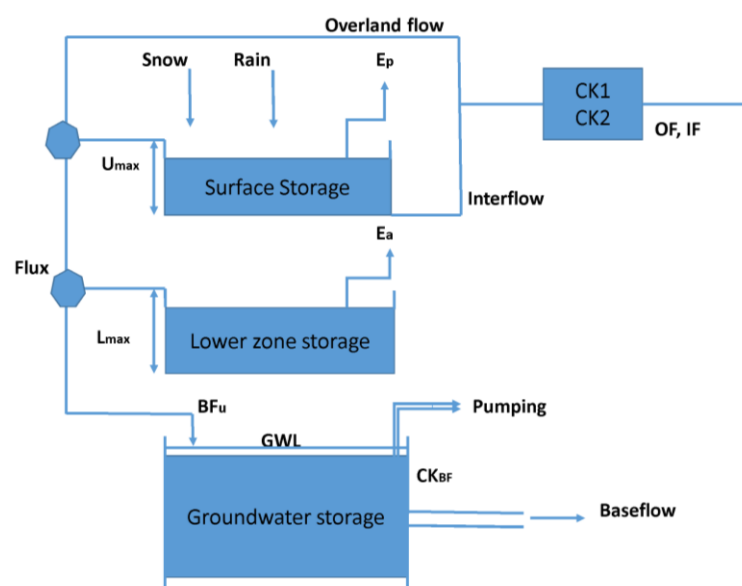 Overland flow
Snow
Rain
Ep
CK1
CK2
OF, IF
Umax
Surface Storage
Interflow
Ea
Flux
Lmax
Lower zone storage
BFu
Pumping
GWL
CKBF
Groundwater storage
Baseflow